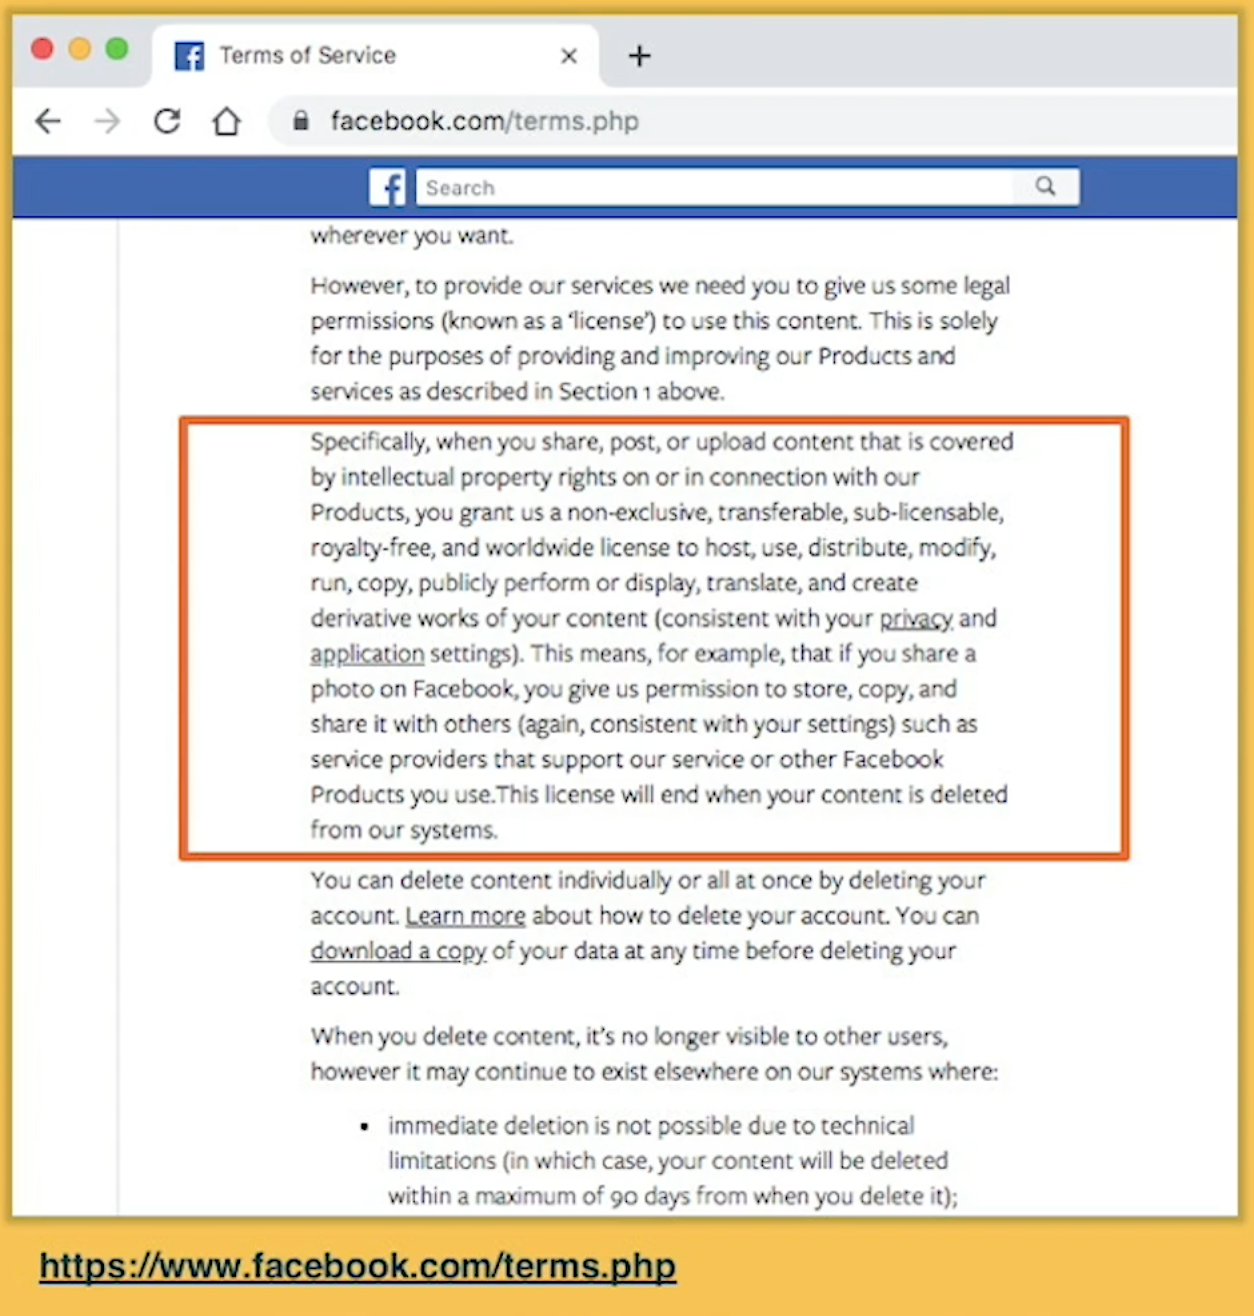 Terms of Service
facebook.com/terms.php
Search
wherever you want.
However, to provide our services we need you to give us some legal
permissions (known as a ‘license’) to use this content. This is solely
for the purposes of providing and improving our Products and
services as described in Section 1 above.
Specifically, when you share, post, or upload content that is covered
by intellectual property rights on or in connection with our
Products, you grant us a non-exclusive, transferable, sub-licensable,
royalty-free, and worldwide license to host, use, distribute, modify,
run, copy, publicly perform or display, translate, and create
derivative works of your content (consistent with your privacy and
application settings). This means, for example, that if you share a
photo on Facebook, you give us permission to store, copy, and
share it with others (again, consistent with your settings) such as
service providers that support our service or other Facebook
Products you use.This license will end when your content is deleted
from our systems.
You can delete content individually or all at once by deleting your
account. Learn more about how to delete your account. You can
download a copy of your data at any time before deleting your
account.
When you delete content, it’s no longer visible to other users,
however it may continue to exist elsewhere on our systems where:
• immediate deletion is not possible due to technical
limitations (in which case, your content will be deleted
within a maximum of 90 days from when you delete it);
https://www.facebook.com/terms.php